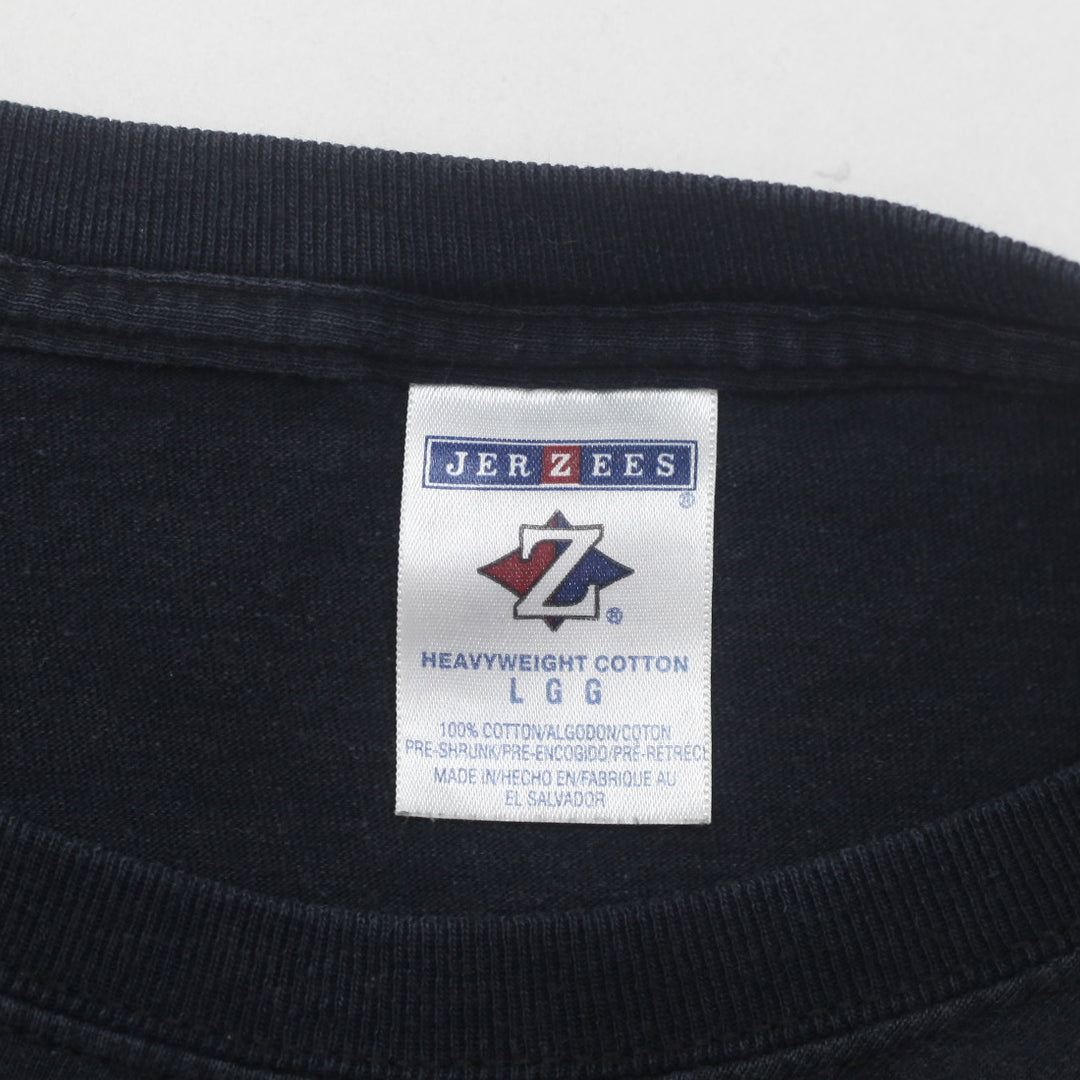 JERZEES
®
Z
®
HEAVYWEIGHT COTTON
L G G
100% COTTON/ALGODON/COTON
PRE-SHRUNK/PRE-ENCOGIDO/PRE-RETRECI
MADE IN/HECHO EN/FABRIQUE AU
EL SALVADOR